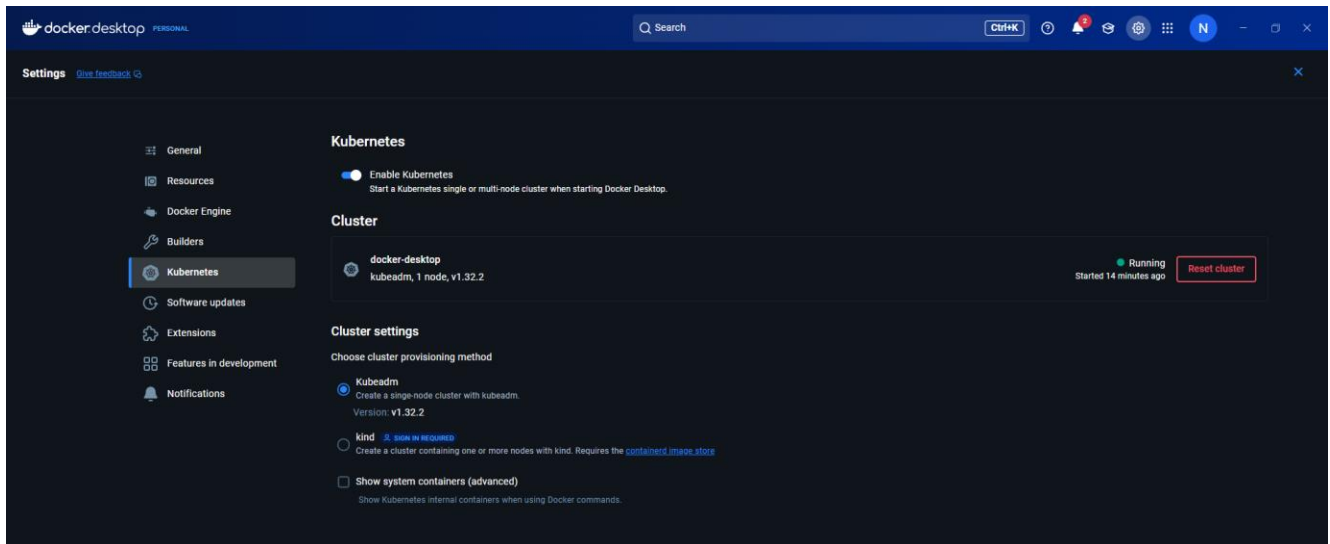 docker.desktop PERSONAL
Search
Ctrl+K
2
N
Settings Give feedback
General
Resources
Docker Engine
Builders
Kubernetes
Software updates
Extensions
Features in development
Notifications
Kubernetes
Enable Kubernetes
Start a Kubernetes single or multi-node cluster when starting Docker Desktop.
Cluster
docker-desktop
kubeadm, 1 node, v1.32.2
Running
Started 14 minutes ago
Reset cluster
Cluster settings
Choose cluster provisioning method
Kubeadm
Create a singe-node cluster with kubeadm.
Version: v1.32.2
kind SIGN IN REQUIRED
Create a cluster containing one or more nodes with kind. Requires the containerd image store
Show system containers (advanced)
Show Kubernetes internal containers when using Docker commands.